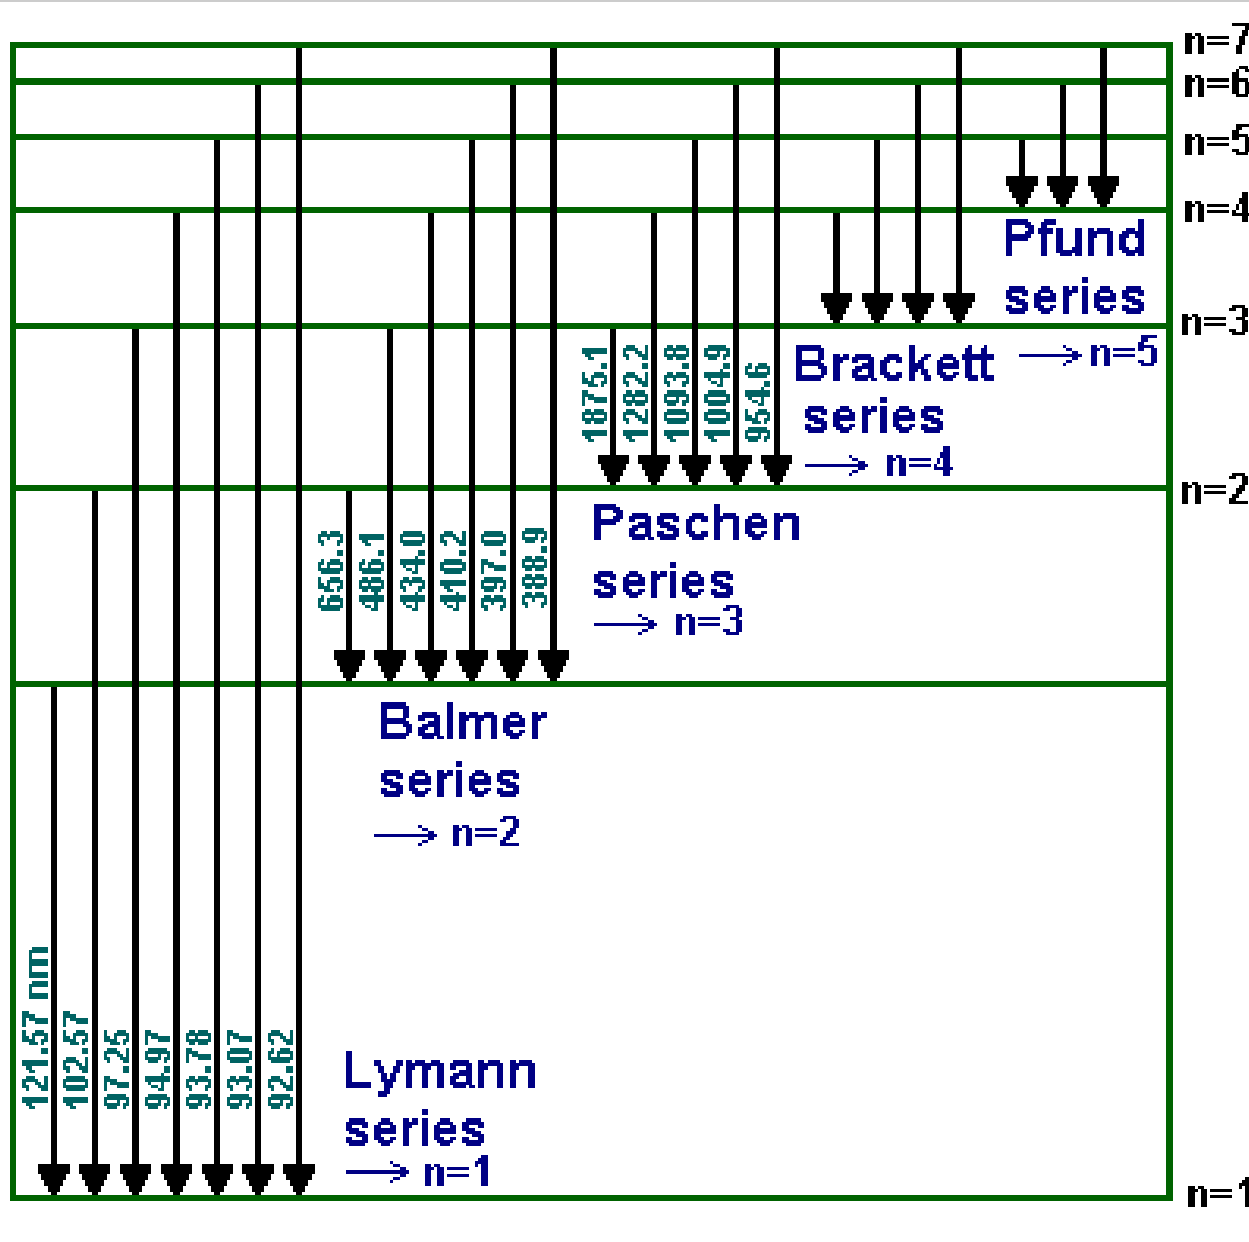 n=7
n=6
n=5
n=4
Pfund
series
n=3
n=5
1875.1
1282.2
1093.8
1004.9
954.6
Brackett
series
n=4
n=2
656.3
486.1
434.0
410.2
397.0
388.9
Paschen
series
n=3
Balmer
series
n=2
121.57 nm
102.57
97.25
94.97
93.78
93.07
92.62
Lymann
series
n=1
n=1